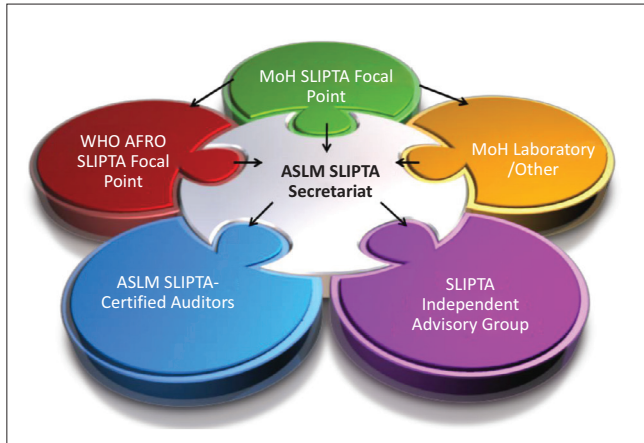 MoH SLIPTA Focal
Point
WHO AFRO
SLIPTA Focal
Point
MoH Laboratory
/Other
ASLM SLIPTA
Secretariat
ASLM SLIPTA-
Certified Auditors
SLIPTA
Independent
Advisory Group